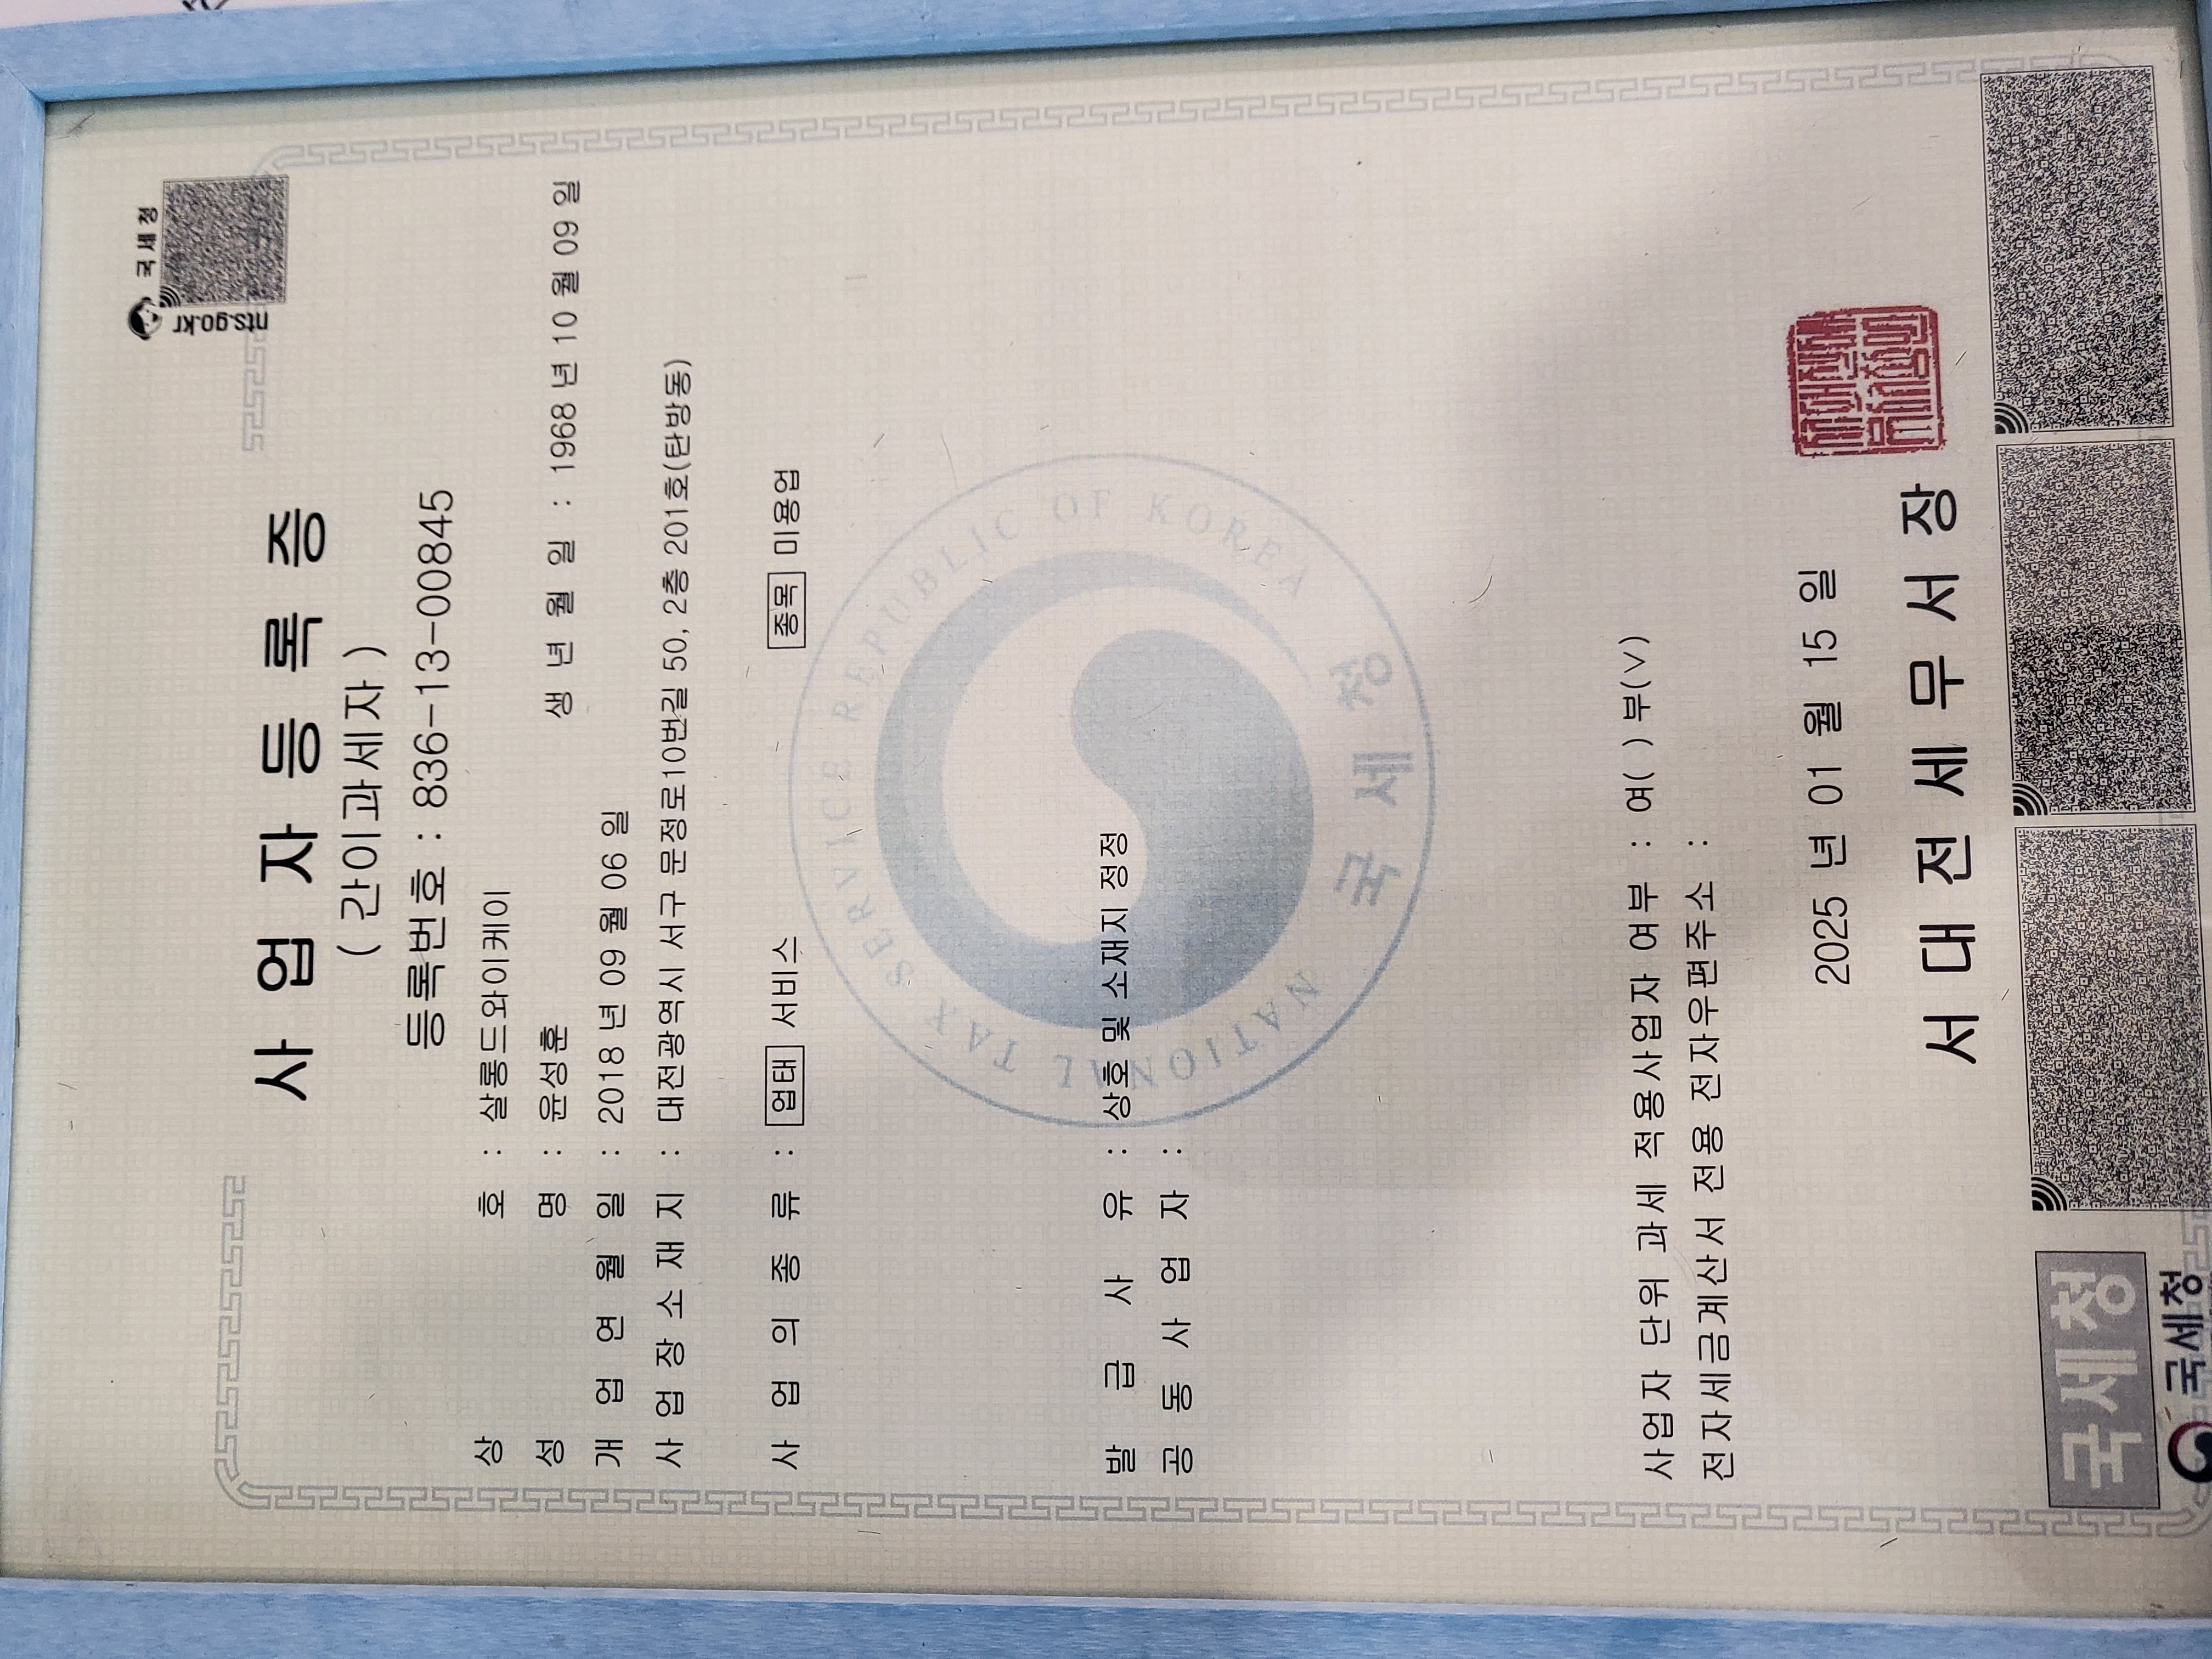 국세청
nts.go.kr
사업자등록증
( 간이과세자 )
등록번호 : 836-13-00845
상 호 : 살롱드와이케이
성 명 : 윤성훈 생 년 월 일 : 1968 년 10 월 09 일
개 업 연 월 일 : 2018 년 09 월 06 일
사 업 장 소 재 지 : 대전광역시 서구 문정로10번길 50, 2층 201호(탄방동)
사 업 의 종 류 : 업태 서비스 종목 미용업
NATIONAL TAX SERVICE REPUBLIC OF KOREA
국세청
발 급 사 유 : 상호 및 소재지 정정
공 동 사 업 자 :
사업자 단위 과세 적용사업자 여부 : 여( ) 부(∨)
전자세금계산서 전용 전자우편주소 :
2025 년 01 월 15 일
서대전세무서장
국세청
국세청